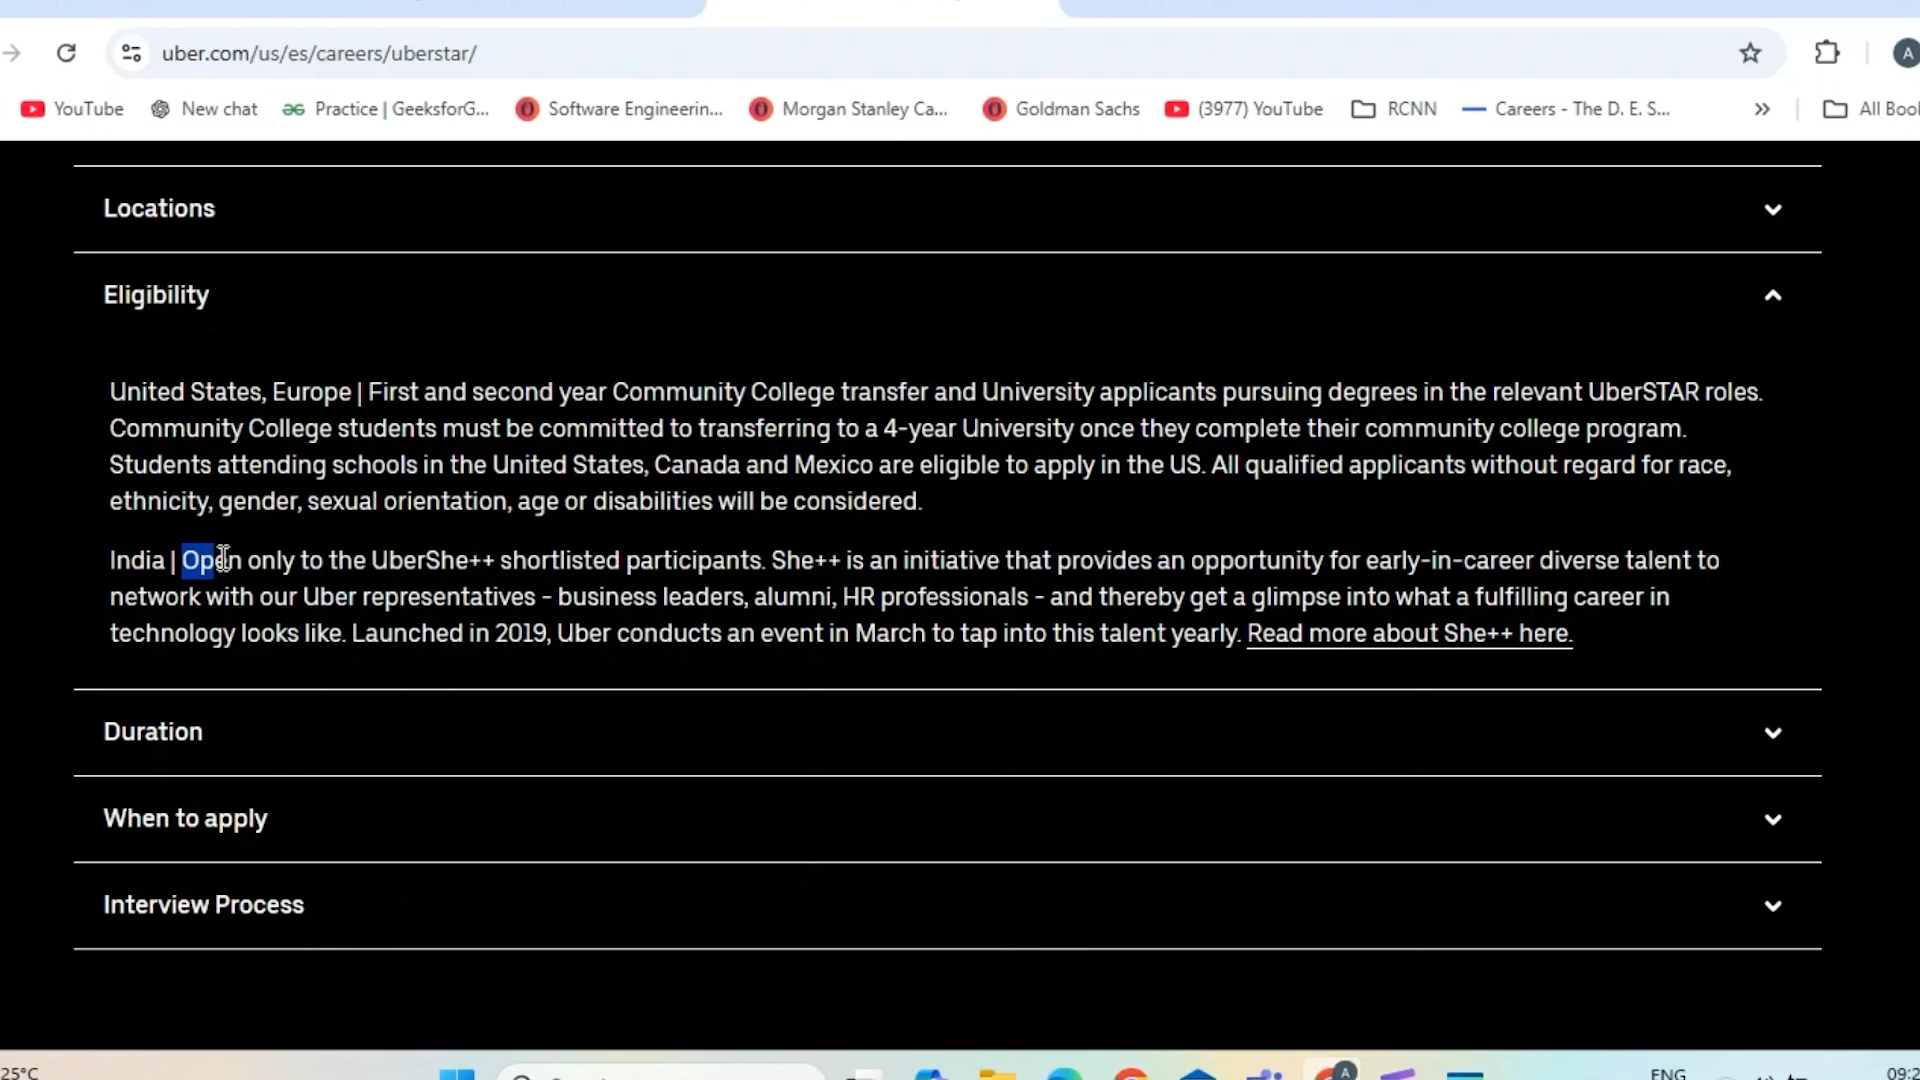 uber.com/us/es/careers/uberstar/
A
YouTube New chat Practice | GeeksforG... Software Engineerin... Morgan Stanley Ca... Goldman Sachs (3977) YouTube RCNN Careers - The D. E. S... » All Bool
Locations
Eligibility
United States, Europe | First and second year Community College transfer and University applicants pursuing degrees in the relevant UberSTAR roles.
Community College students must be committed to transferring to a 4-year University once they complete their community college program.
Students attending schools in the United States, Canada and Mexico are eligible to apply in the US. All qualified applicants without regard for race,
ethnicity, gender, sexual orientation, age or disabilities will be considered.
India | Open only to the UberShe++ shortlisted participants. She++ is an initiative that provides an opportunity for early-in-career diverse talent to
network with our Uber representatives - business leaders, alumni, HR professionals - and thereby get a glimpse into what a fulfilling career in
technology looks like. Launched in 2019, Uber conducts an event in March to tap into this talent yearly. Read more about She++ here.
Duration
When to apply
Interview Process
25°C
A
ENG
09:2